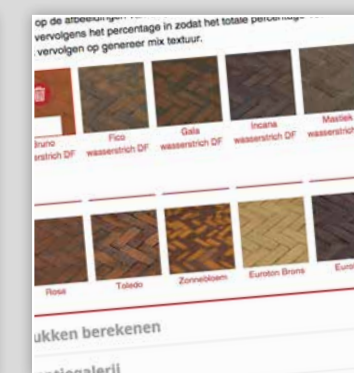 op de
vervolgens het percentage in zodat het totale percentage
vervolgen op genereer mix textuur.
Bruno Fico Gala Incana Mastiek
wasserstrich DF wasserstrich DF wasserstrich DF wasserstrich DF wasserstrich
Rosa Toledo Zonnebloem Euroton Brons Euro
ukken berekenen